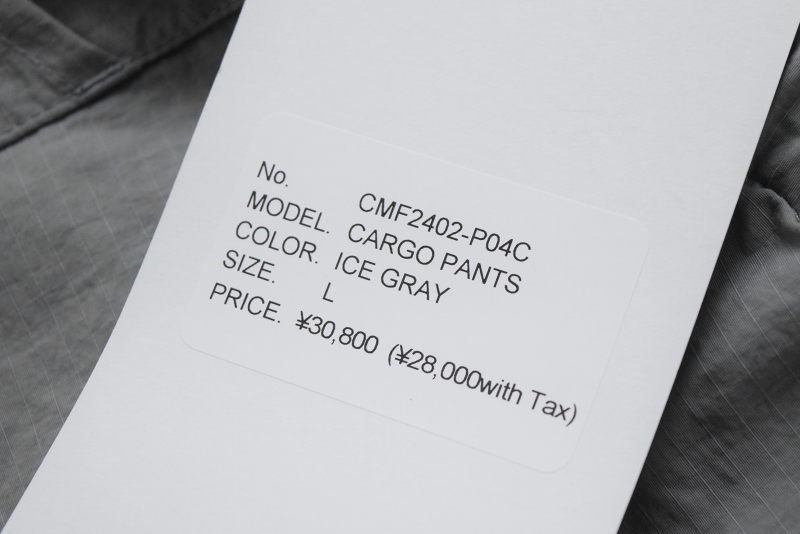 No. CMF2402-P04C
MODEL. CARGO PANTS
COLOR. ICE GRAY
SIZE. L
PRICE. ¥30,800 (¥28,000with Tax)